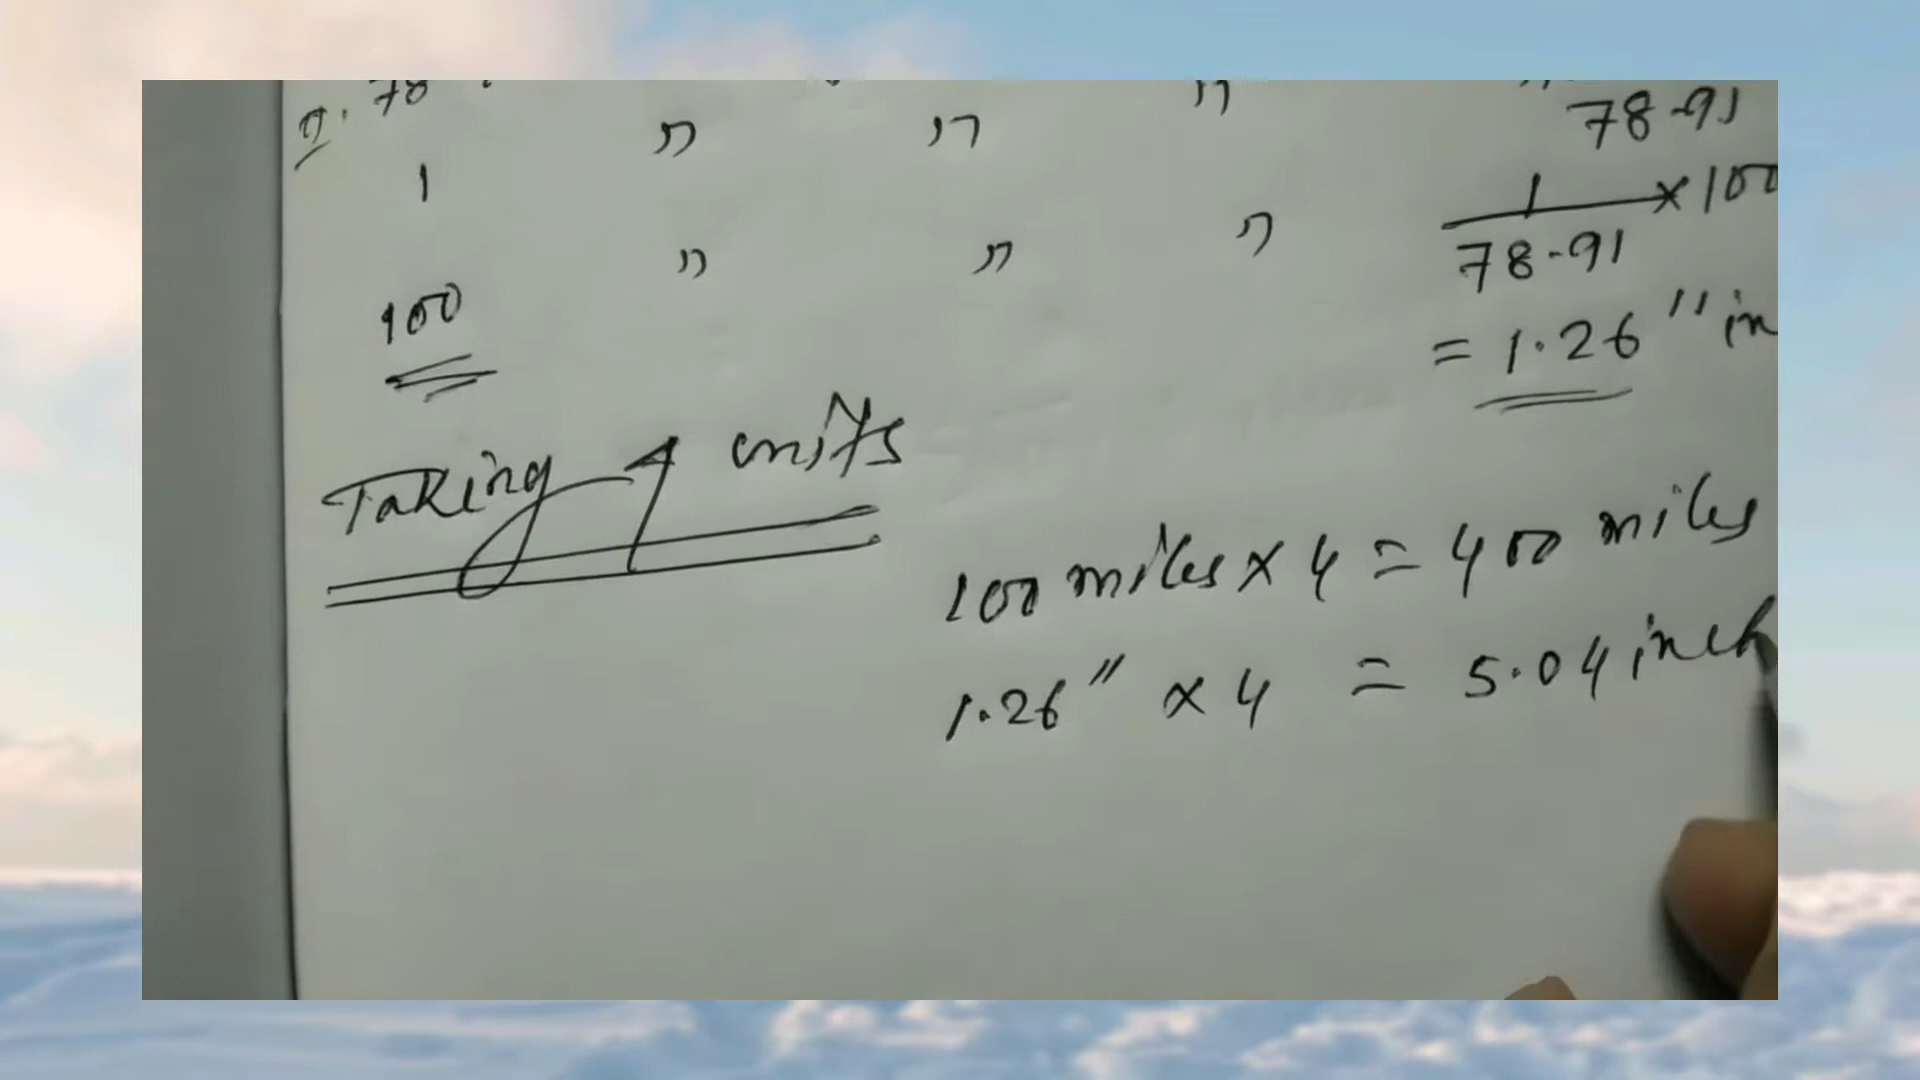 " " " 78.91
1 1/78.91 × 100
" " "
100 = 1.26" in
Taking 4 units
100 miles × 4 = 400 miles
1.26" × 4 = 5.04 inch